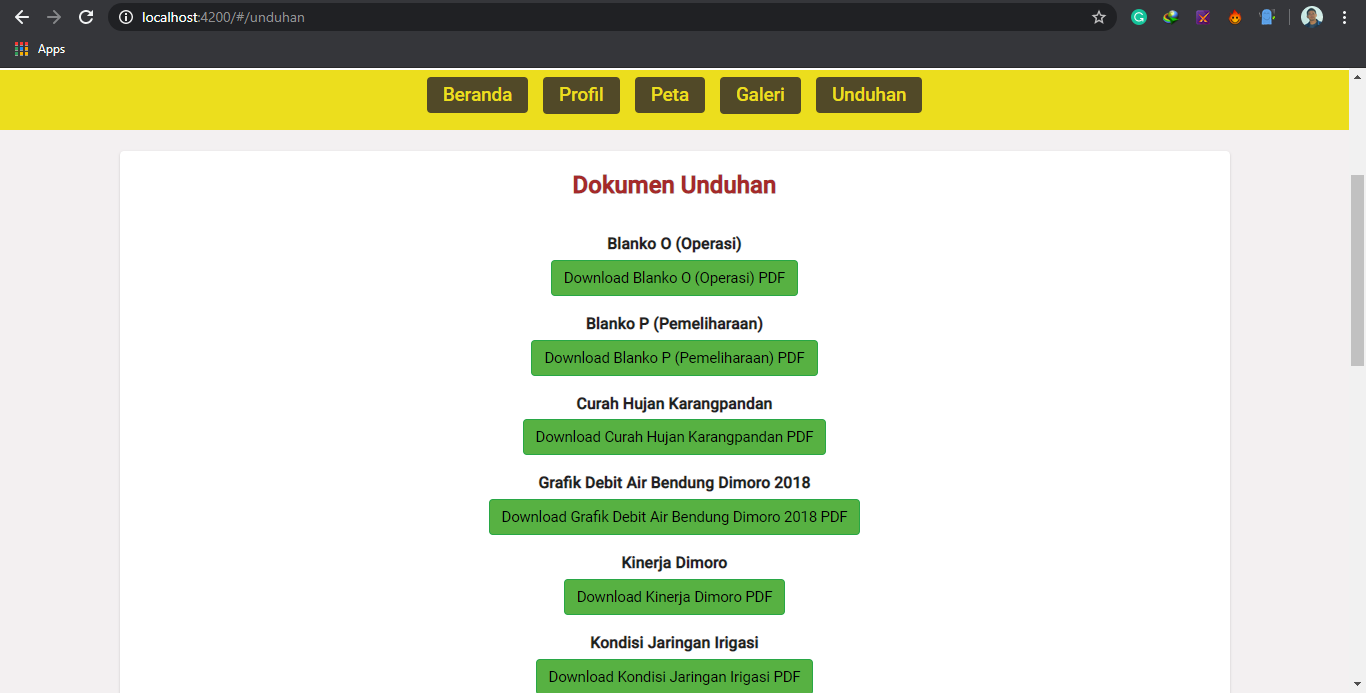 localhost:4200/#/unduhan
Apps
Beranda Profil Peta Galeri Unduhan
Dokumen Unduhan
Blanko O (Operasi)
Download Blanko O (Operasi) PDF
Blanko P (Pemeliharaan)
Download Blanko P (Pemeliharaan) PDF
Curah Hujan Karangpandan
Download Curah Hujan Karangpandan PDF
Grafik Debit Air Bendung Dimoro 2018
Download Grafik Debit Air Bendung Dimoro 2018 PDF
Kinerja Dimoro
Download Kinerja Dimoro PDF
Kondisi Jaringan Irigasi
Download Kondisi Jaringan Irigasi PDF